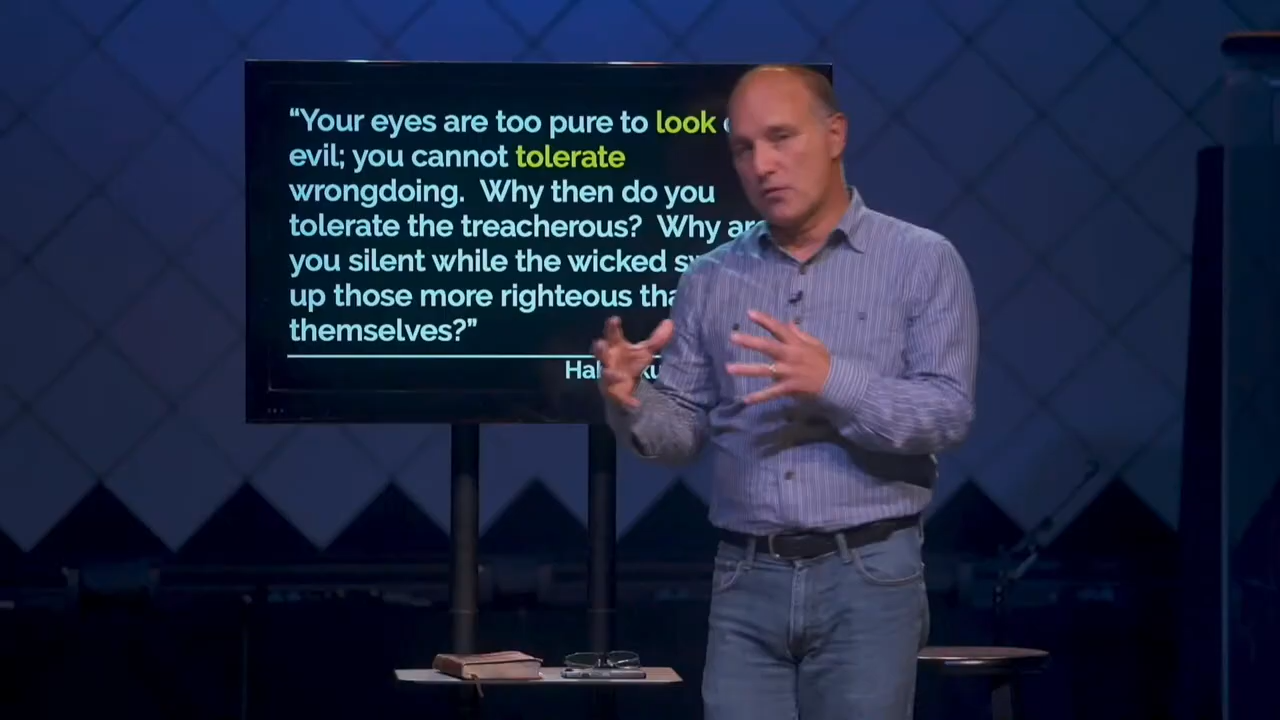 “Your eyes are too pure to look
evil; you cannot tolerate
wrongdoing.  Why then do you
tolerate the treacherous?  Why
you silent while the wicked
up those more righteous
themselves?”